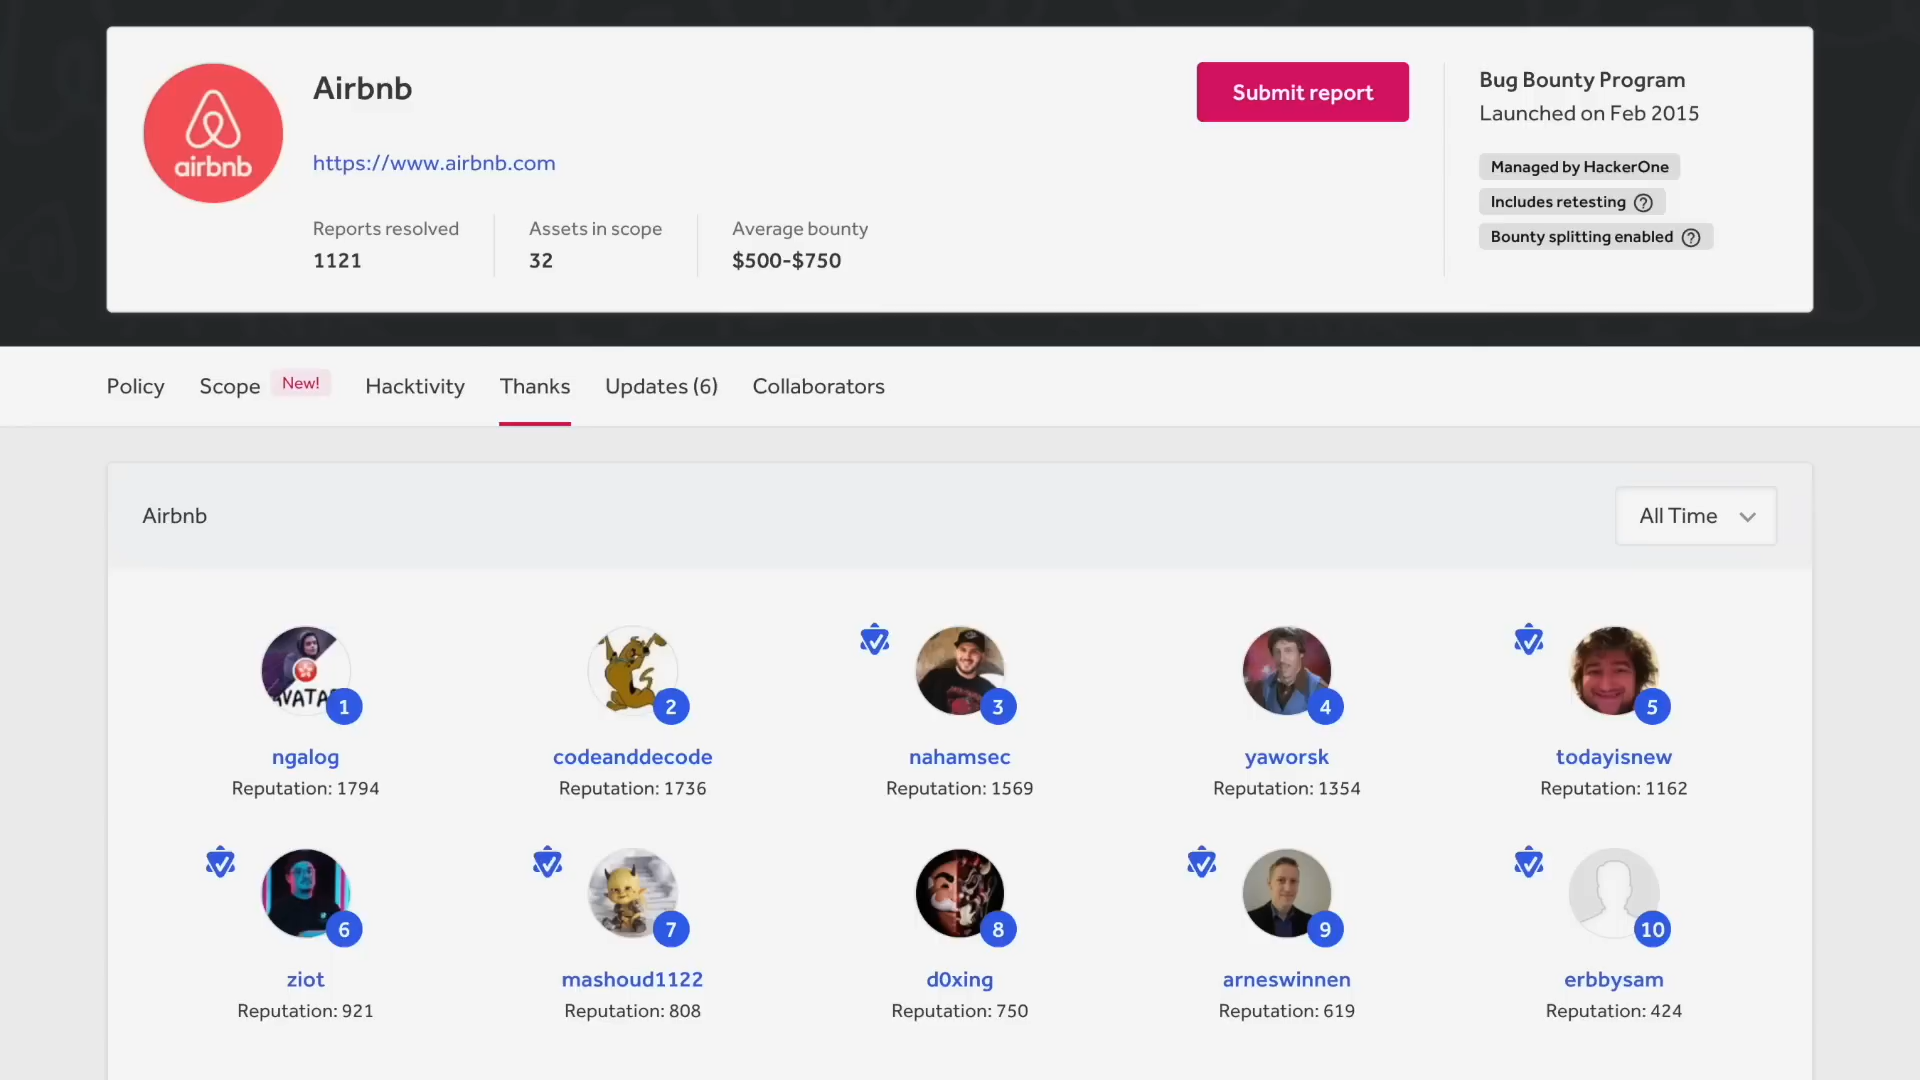 Airbnb
airbnb
https://www.airbnb.com
Reports resolved
1121
Assets in scope
32
Average bounty
$500-$750
Submit report
Bug Bounty Program
Launched on Feb 2015
Managed by HackerOne
Includes retesting ?
Bounty splitting enabled ?
Policy Scope New! Hacktivity Thanks Updates (6) Collaborators
Airbnb
All Time
1 2 3 4 5
ngalog codeanddecode nahamsec yaworsk todayisnew
Reputation: 1794 Reputation: 1736 Reputation: 1569 Reputation: 1354 Reputation: 1162
6 7 8 9 10
ziot mashoud1122 d0xing arneswinnen erbbysam
Reputation: 921 Reputation: 808 Reputation: 750 Reputation: 619 Reputation: 424